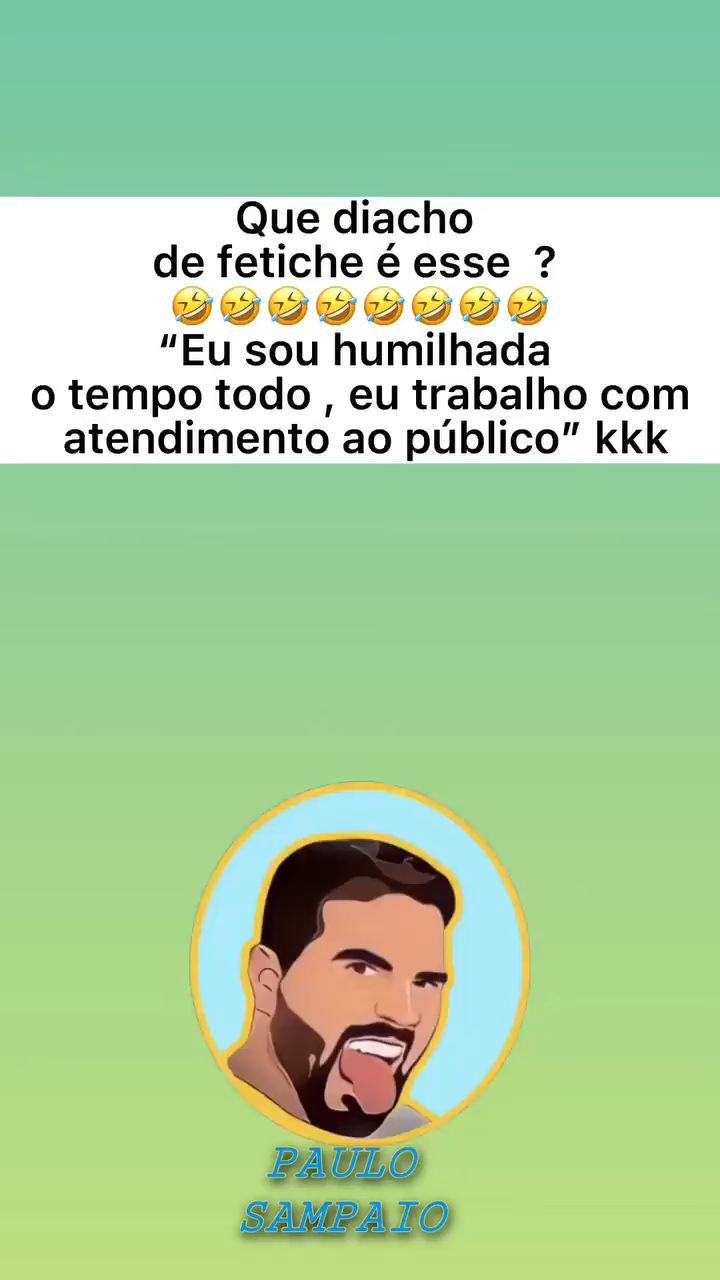 Que diacho
de fetiche é esse ?
🤣🤣🤣🤣🤣🤣🤣🤣
“Eu sou humilhada
o tempo todo , eu trabalho com
atendimento ao público” kkk
PAULO
SAMPAIO